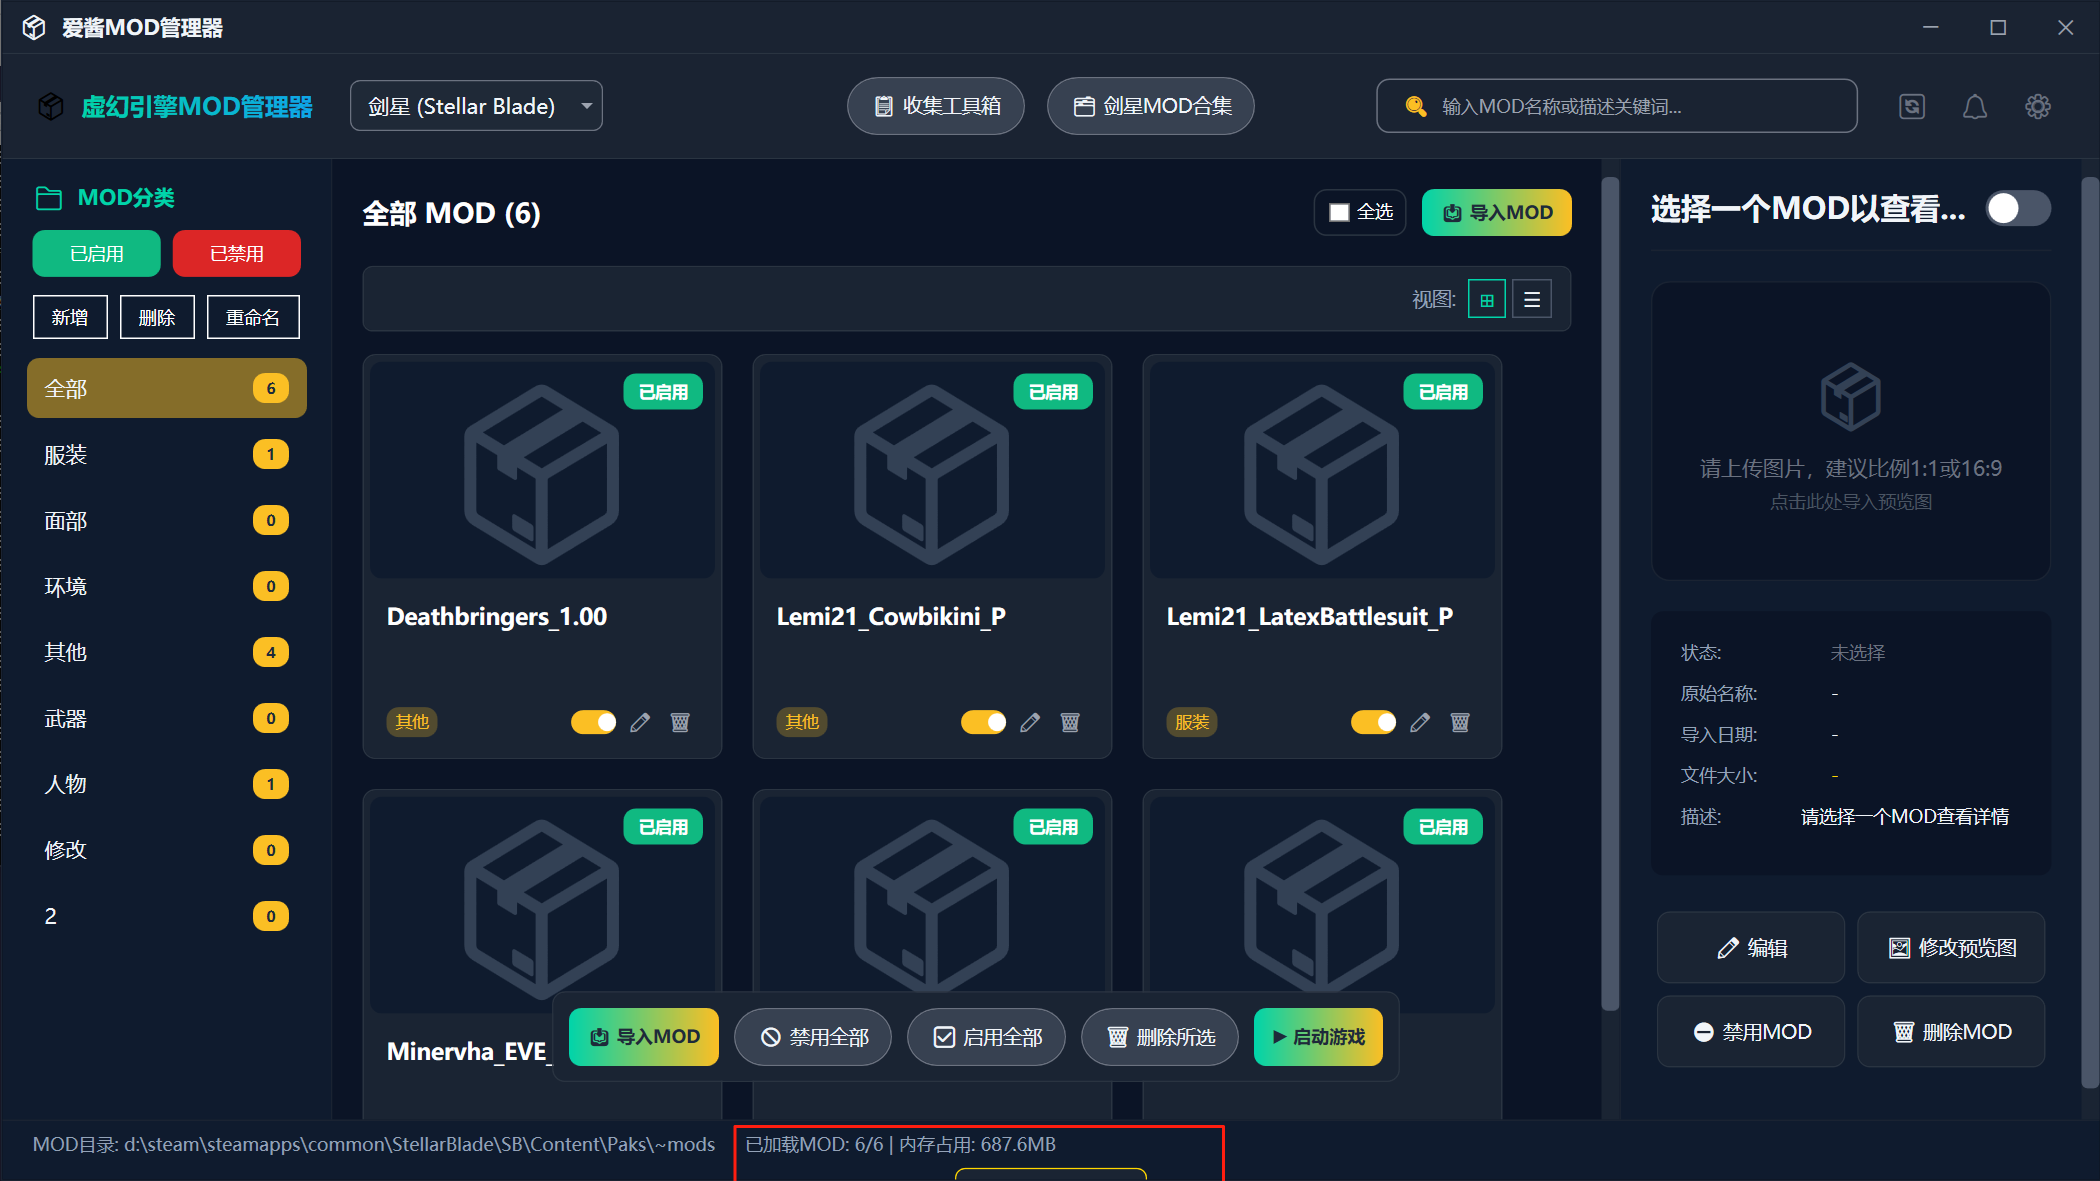 爱酱MOD管理器
虚幻引擎MOD管理器
剑星 (Stellar Blade)
收集工具箱
剑星MOD合集
输入MOD名称或描述关键词...
MOD分类
已启用
已禁用
新增
删除
重命名
全部 6
服装 1
面部 0
环境 0
其他 4
武器 0
人物 1
修改 0
2 0
全部 MOD (6)
全选
导入MOD
视图:
已启用
Deathbringers_1.00
其他
已启用
Lemi21_Cowbikini_P
其他
已启用
Lemi21_LatexBattlesuit_P
服装
已启用
Minervha_EVE_
已启用
已启用
导入MOD
禁用全部
启用全部
删除所选
启动游戏
选择一个MOD以查看...
请上传图片，建议比例1:1或16:9
点击此处导入预览图
状态: 未选择
原始名称: -
导入日期: -
文件大小: -
描述: 请选择一个MOD查看详情
编辑
修改预览图
禁用MOD
删除MOD
MOD目录: d:\steam\steamapps\common\StellarBlade\SB\Content\Paks\~mods
已加载MOD: 6/6 | 内存占用: 687.6MB